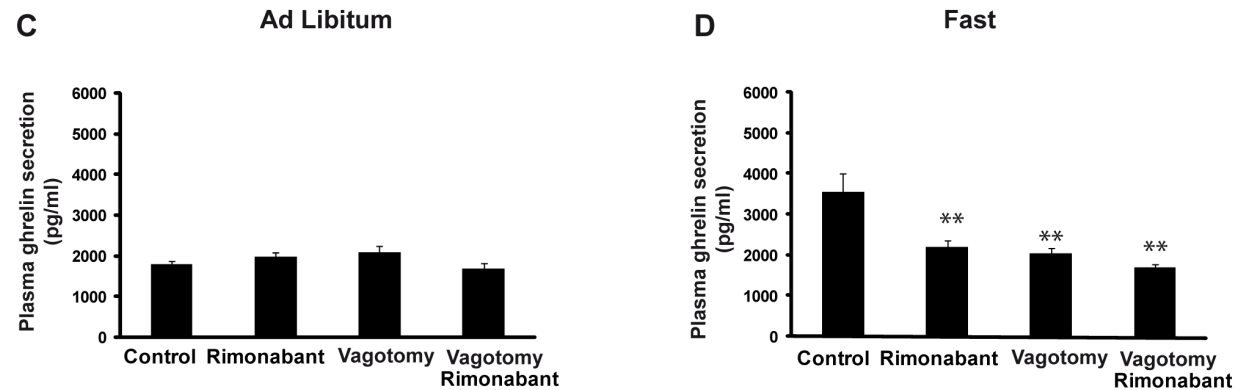 C
Ad Libitum
Plasma ghrelin secretion
(pg/ml)
6000
5000
4000
3000
2000
1000
0
Control Rimonabant Vagotomy Vagotomy
Rimonabant
D
Fast
Plasma ghrelin secretion
(pg/ml)
6000
5000
4000
3000
2000
1000
0
**
**
**
Control Rimonabant Vagotomy Vagotomy
Rimonabant